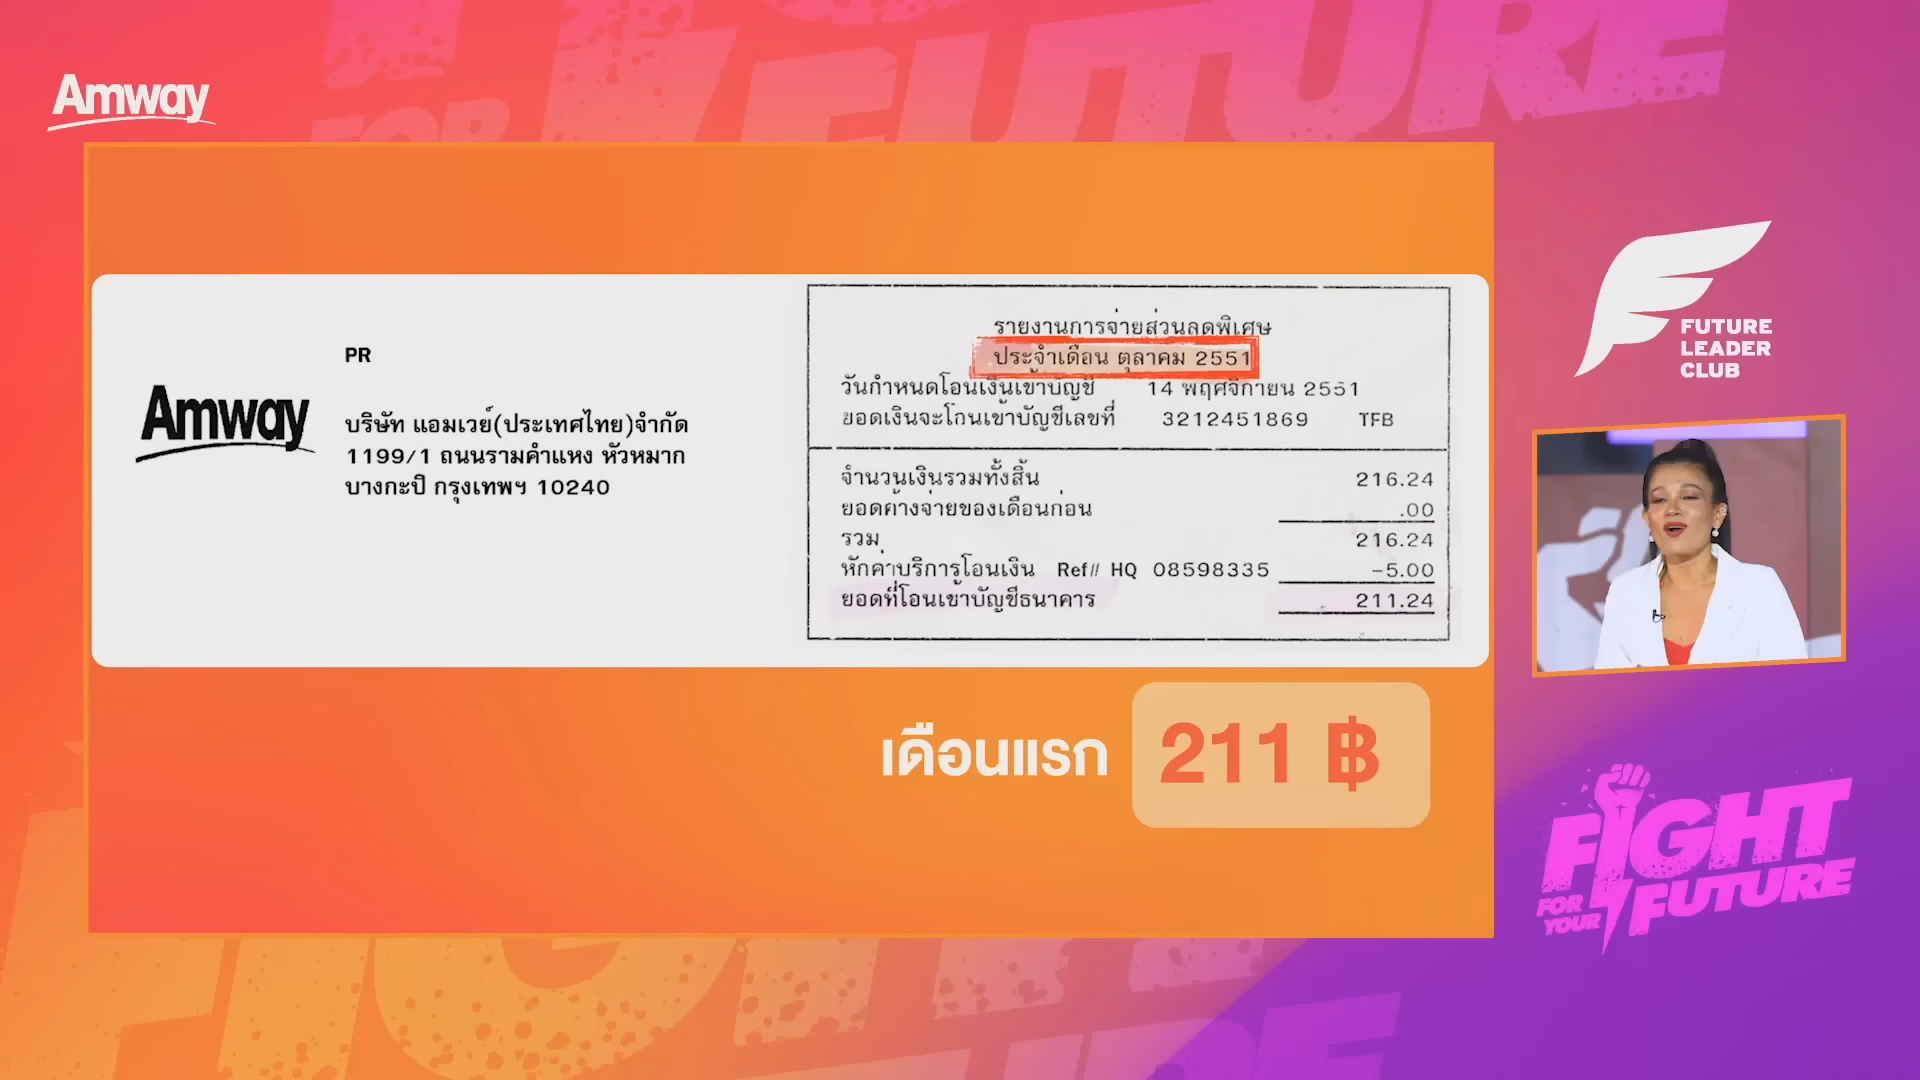 FOR FUTURE
Amway
PR
Amway
บริษัท แอมเวย์(ประเทศไทย)จำกัด
1199/1 ถนนรามคำแหง หัวหมาก
บางกะปิ กรุงเทพฯ 10240
รายงานการจ่ายส่วนลดพิเศษ
ประจำเดือน ตุลาคม 2551
วันกำหนดโอนเงินเข้าบัญชี 14 พฤศจิกายน 2551
ยอดเงินจะโอนเข้าบัญชีเลขที่ 3212451869 TFB
จำนวนเงินรวมทั้งสิ้น 216.24
ยอดค้างจ่ายของเดือนก่อน .00
รวม 216.24
หักค่าบริการโอนเงิน Ref# HQ 08598335 -5.00
ยอดที่โอนเข้าบัญชีธนาคาร 211.24
เดือนแรก 211 ฿
FUTURE
LEADER
CLUB
FIGHT
FOR YOUR FUTURE